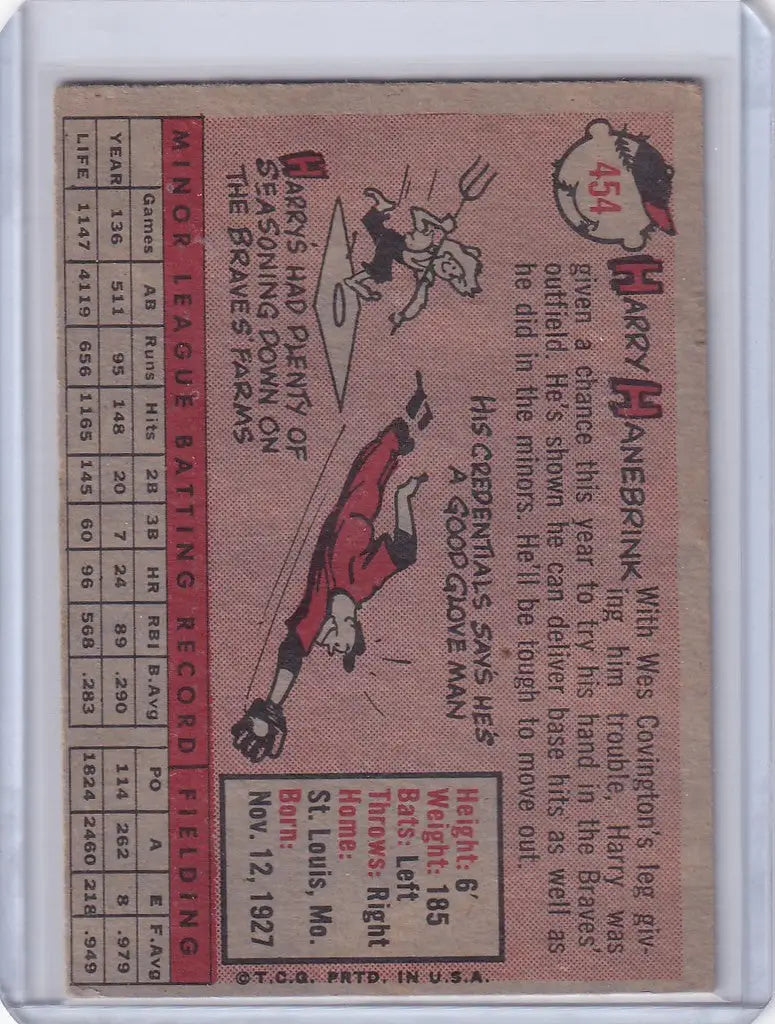 454
HARRY HANEBRINK
With Wes Covington's leg giv-
ing him trouble, Harry was
given a chance this year to try his hand in the Braves'
outfield. He's shown he can deliver base hits as well as
he did in the minors. He'll be tough to move out.
HIS CREDENTIALS SAYS HE'S
A GOOD GLOVE MAN
HARRY'S HAD PLENTY OF
SEASONING DOWN ON
THE BRAVES' FARMS
Height: 6'
Weight: 185
Bats: Left
Throws: Right
Home:
St. Louis, Mo.
Born:
Nov. 12, 1927
©T.C.G. PRTD. IN U.S.A.
MINOR LEAGUE BATTING RECORD FIELDING
Games AB Runs Hits 2B 3B HR RBI B.Avg PO A E F.Avg
YEAR 136 511 95 148 20 7 24 89 .290 114 262 8 .979
LIFE 1147 4119 656 1165 145 60 96 568 .283 1824 2460 218 .949